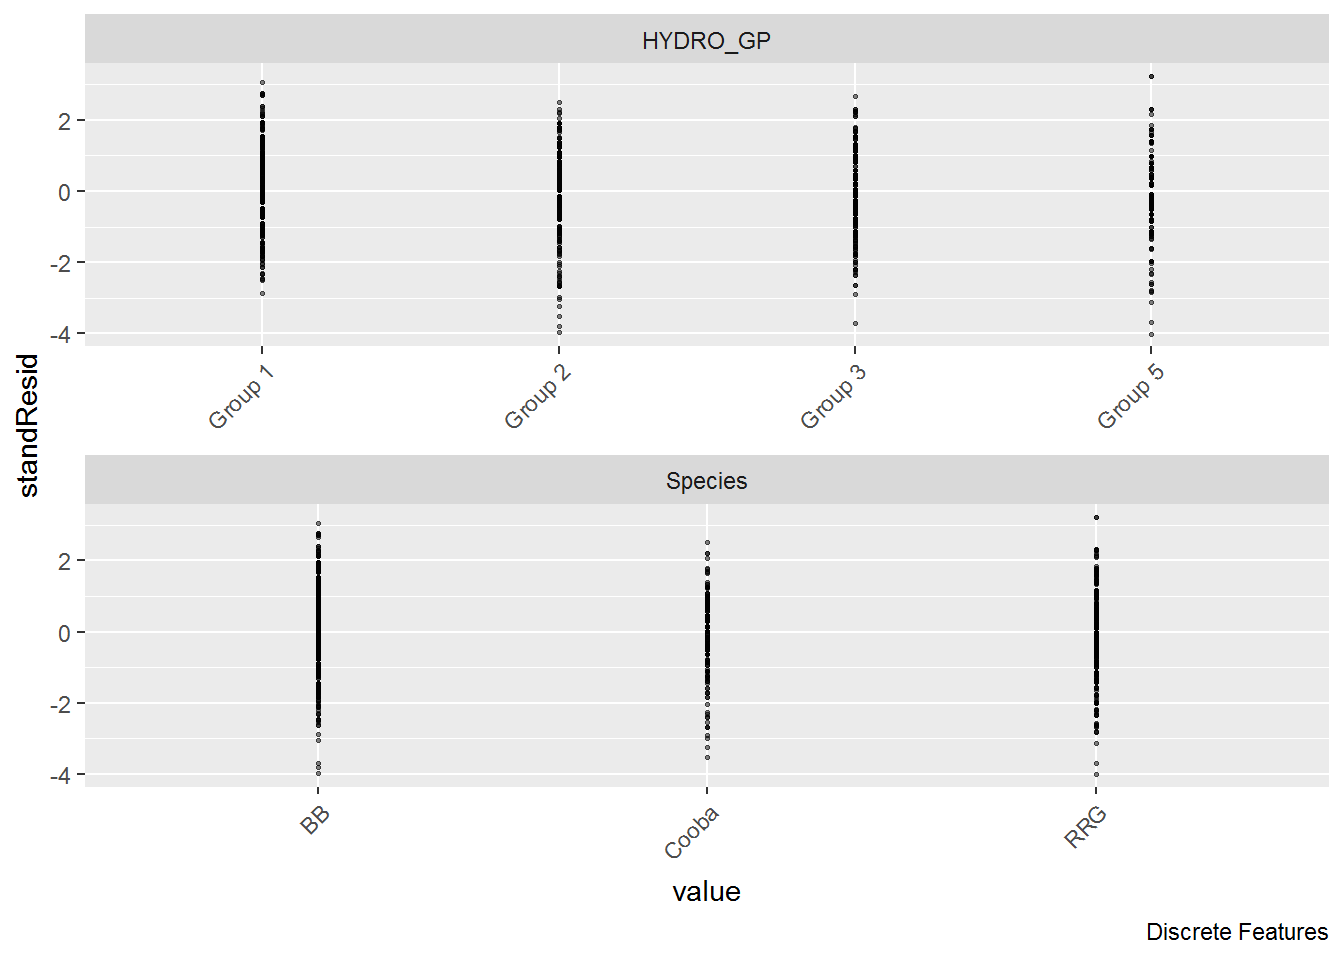 HYDRO_GP
2
0
-2
-4
Group 1
Group 2
Group 3
Group 5
standResid
Species
2
0
-2
-4
BB
Cooba
RRG
value
Discrete Features